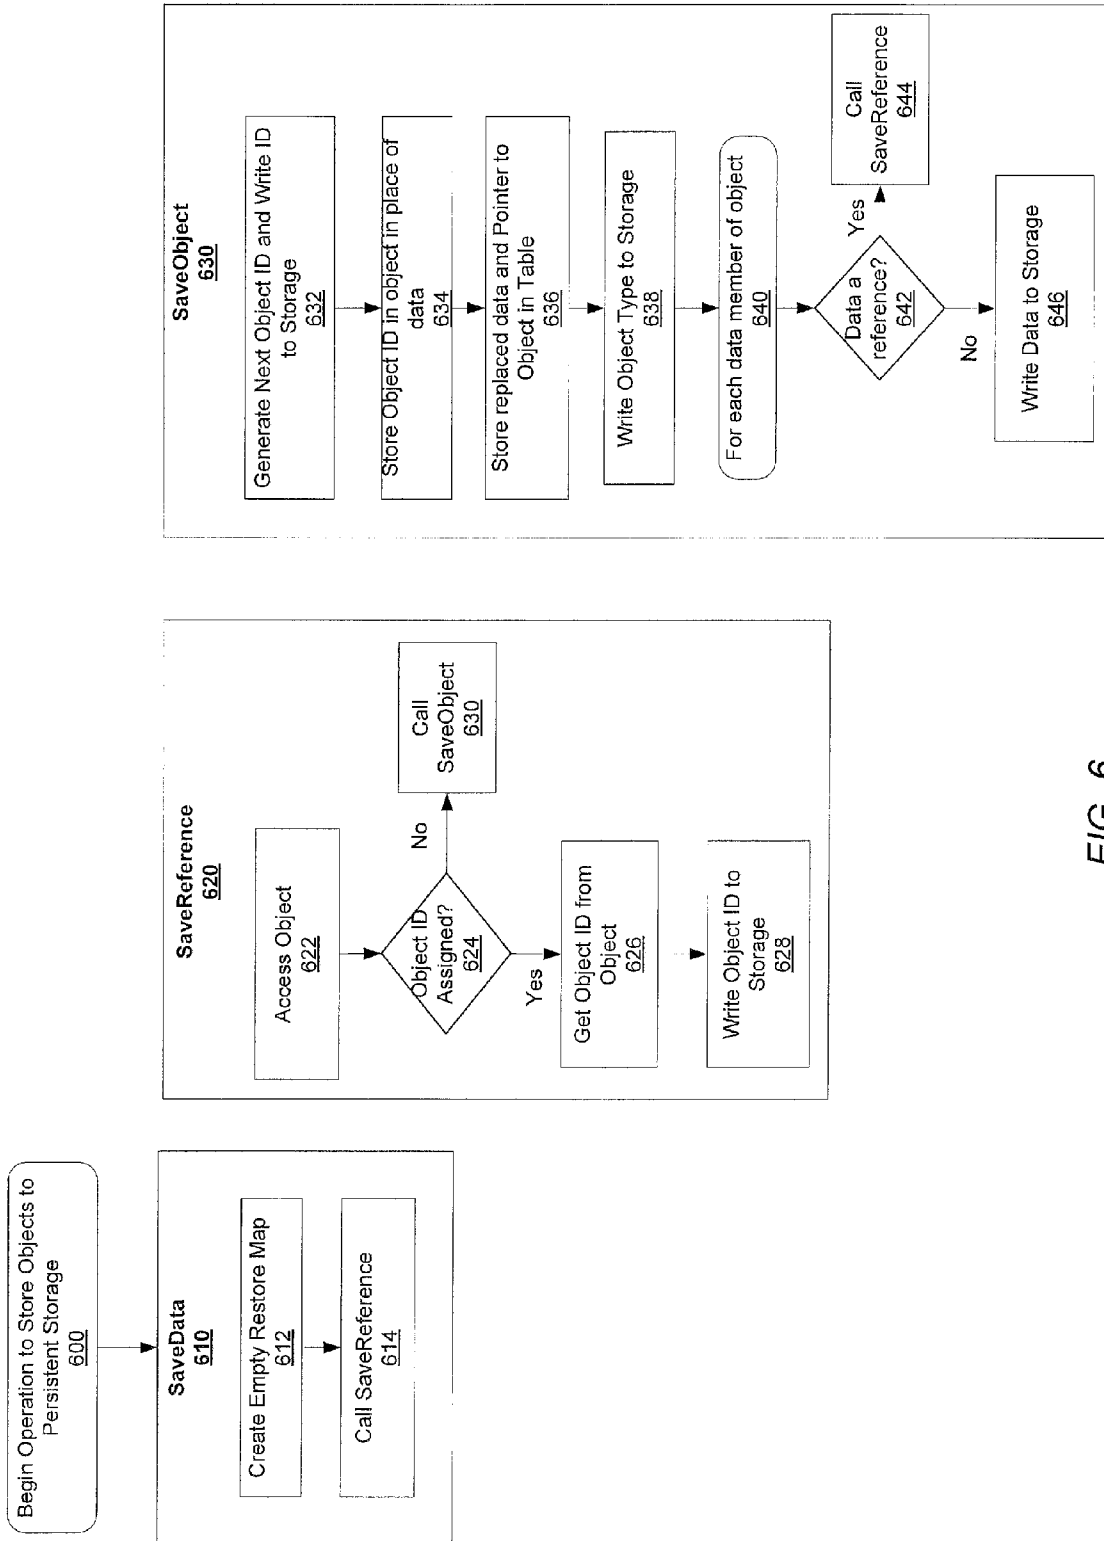 Begin Operation to Store Objects to
Persistent Storage
600
SaveData
610
Create Empty Restore Map
612
Call SaveReference
614
SaveReference
620
Access Object
622
Object ID
Assigned?
624
No
Call
SaveObject
630
Yes
Get Object ID from
Object
626
Write Object ID to
Storage
628
SaveObject
630
Generate Next Object ID and Write ID
to Storage
632
Store Object ID in object in place of
data
634
Store replaced data and Pointer to
Object in Table
636
Write Object Type to Storage
638
For each data member of object
640
Data a
reference?
642
Yes
Call
SaveReference
644
No
Write Data to Storage
646
FIG. 6